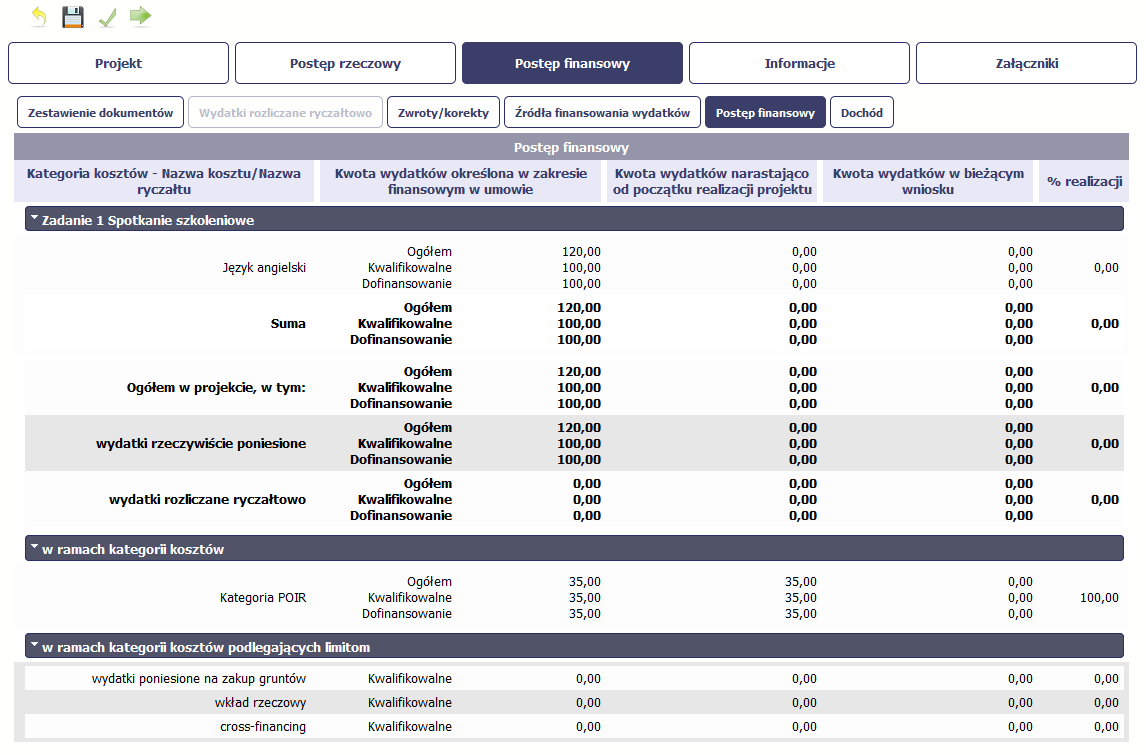 Projekt Postęp rzeczowy Postęp finansowy Informacje Załączniki
Zestawienie dokumentów Wydatki rozliczane ryczałtowo Zwroty/korekty Źródła finansowania wydatków Postęp finansowy Dochód
Postęp finansowy
Kategoria kosztów - Nazwa kosztu/Nazwa ryczałtu Kwota wydatków określona w zakresie finansowym w umowie Kwota wydatków narastająco od początku realizacji projektu Kwota wydatków w bieżącym wniosku % realizacji
Zadanie 1 Spotkanie szkoleniowe
Ogółem 120,00 0,00 0,00
Język angielski Kwalifikowalne 100,00 0,00 0,00 0,00
Dofinansowanie 100,00 0,00 0,00
Ogółem 120,00 0,00 0,00
Suma Kwalifikowalne 100,00 0,00 0,00 0,00
Dofinansowanie 100,00 0,00 0,00
Ogółem 120,00 0,00 0,00
Ogółem w projekcie, w tym: Kwalifikowalne 100,00 0,00 0,00 0,00
Dofinansowanie 100,00 0,00 0,00
Ogółem 120,00 0,00 0,00
wydatki rzeczywiście poniesione Kwalifikowalne 100,00 0,00 0,00 0,00
Dofinansowanie 100,00 0,00 0,00
Ogółem 0,00 0,00 0,00
wydatki rozliczane ryczałtowo Kwalifikowalne 0,00 0,00 0,00 0,00
Dofinansowanie 0,00 0,00 0,00
w ramach kategorii kosztów
Ogółem 35,00 35,00 0,00
Kategoria POIR Kwalifikowalne 35,00 35,00 0,00 100,00
Dofinansowanie 35,00 35,00 0,00
w ramach kategorii kosztów podlegających limitom
wydatki poniesione na zakup gruntów Kwalifikowalne 0,00 0,00 0,00 0,00
wkład rzeczowy Kwalifikowalne 0,00 0,00 0,00 0,00
cross-financing Kwalifikowalne 0,00 0,00 0,00 0,00